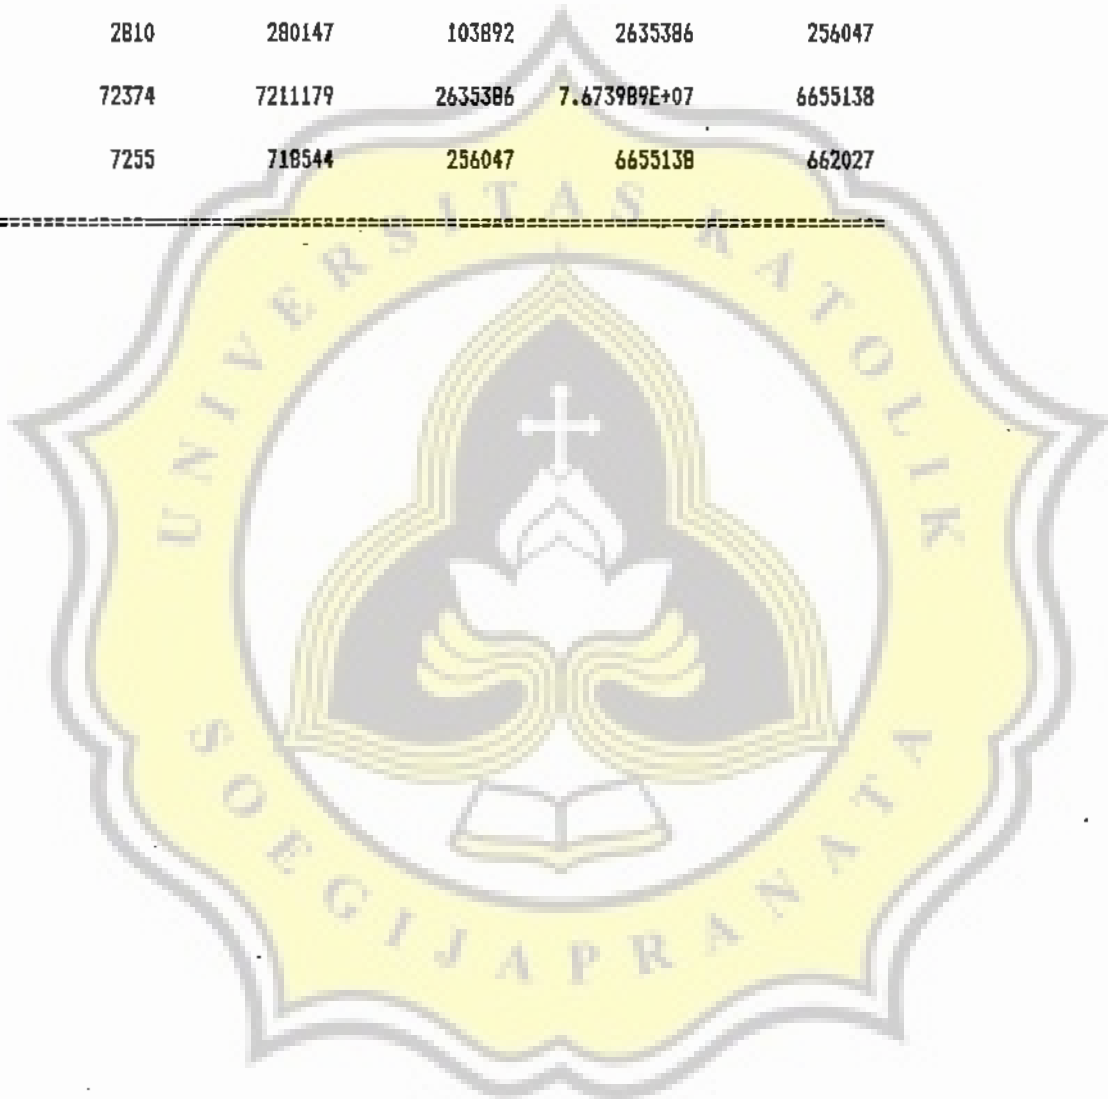 2810 280147 103892 2635386 256047
72374 7211179 2635386 7.673989E+07 6655138
7255 718544 256047 6655138 662027
UNIVERSITAS KATOLIK
SOEGIJAPRANATA